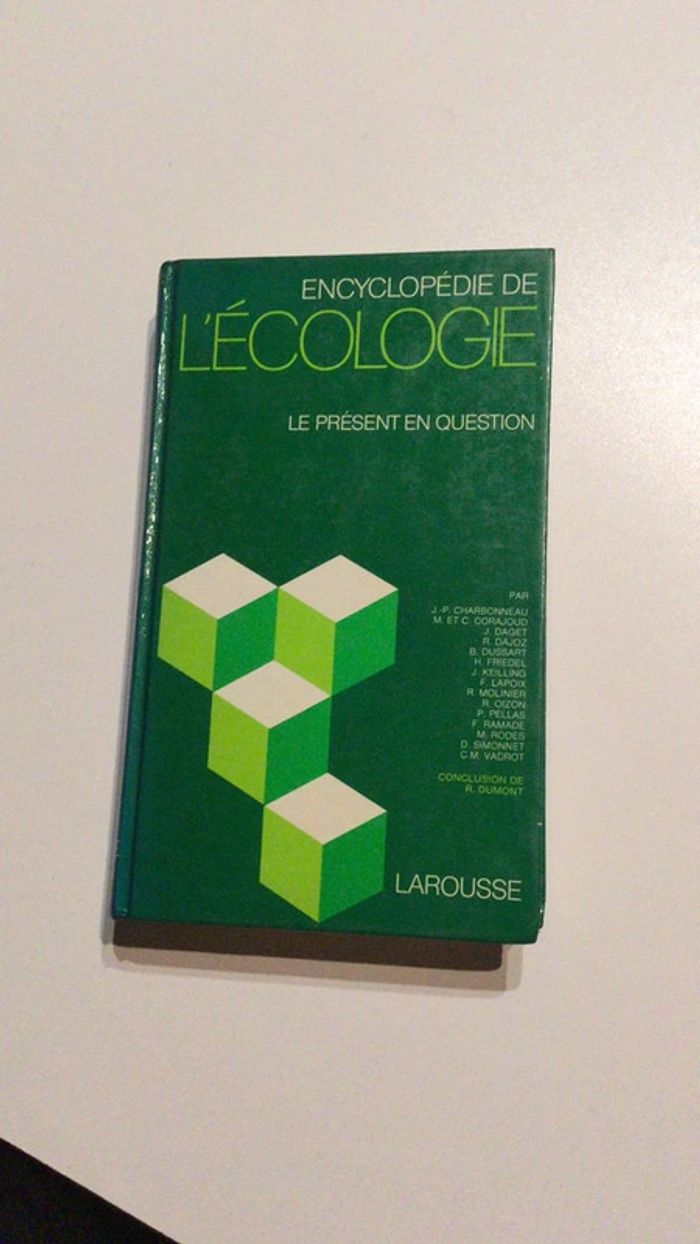 ENCYCLOPÉDIE DE
L'ÉCOLOGIE
LE PRÉSENT EN QUESTION
PAR
J.-P. CHARBONNEAU
M. ET C. CORAJOUD
J. DAGET
R. DAJOZ
B. DUSSART
H. FRIEDEL
J. KEILLING
F. LAPOIX
R. MOLINIER
R. OIZON
P. PELLAS
F. RAMADE
M. RODES
D. SIMONNET
C.M. VADROT
CONCLUSION DE
R. DUMONT
LAROUSSE